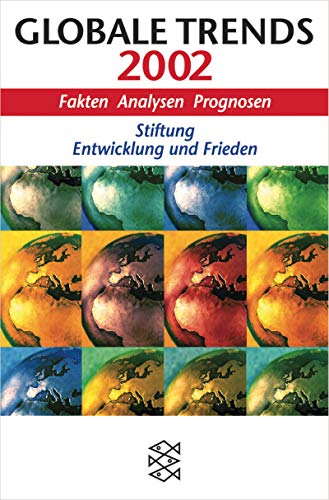 GLOBALE TRENDS
2002
Fakten Analysen Prognosen
Stiftung
Entwicklung und Frieden